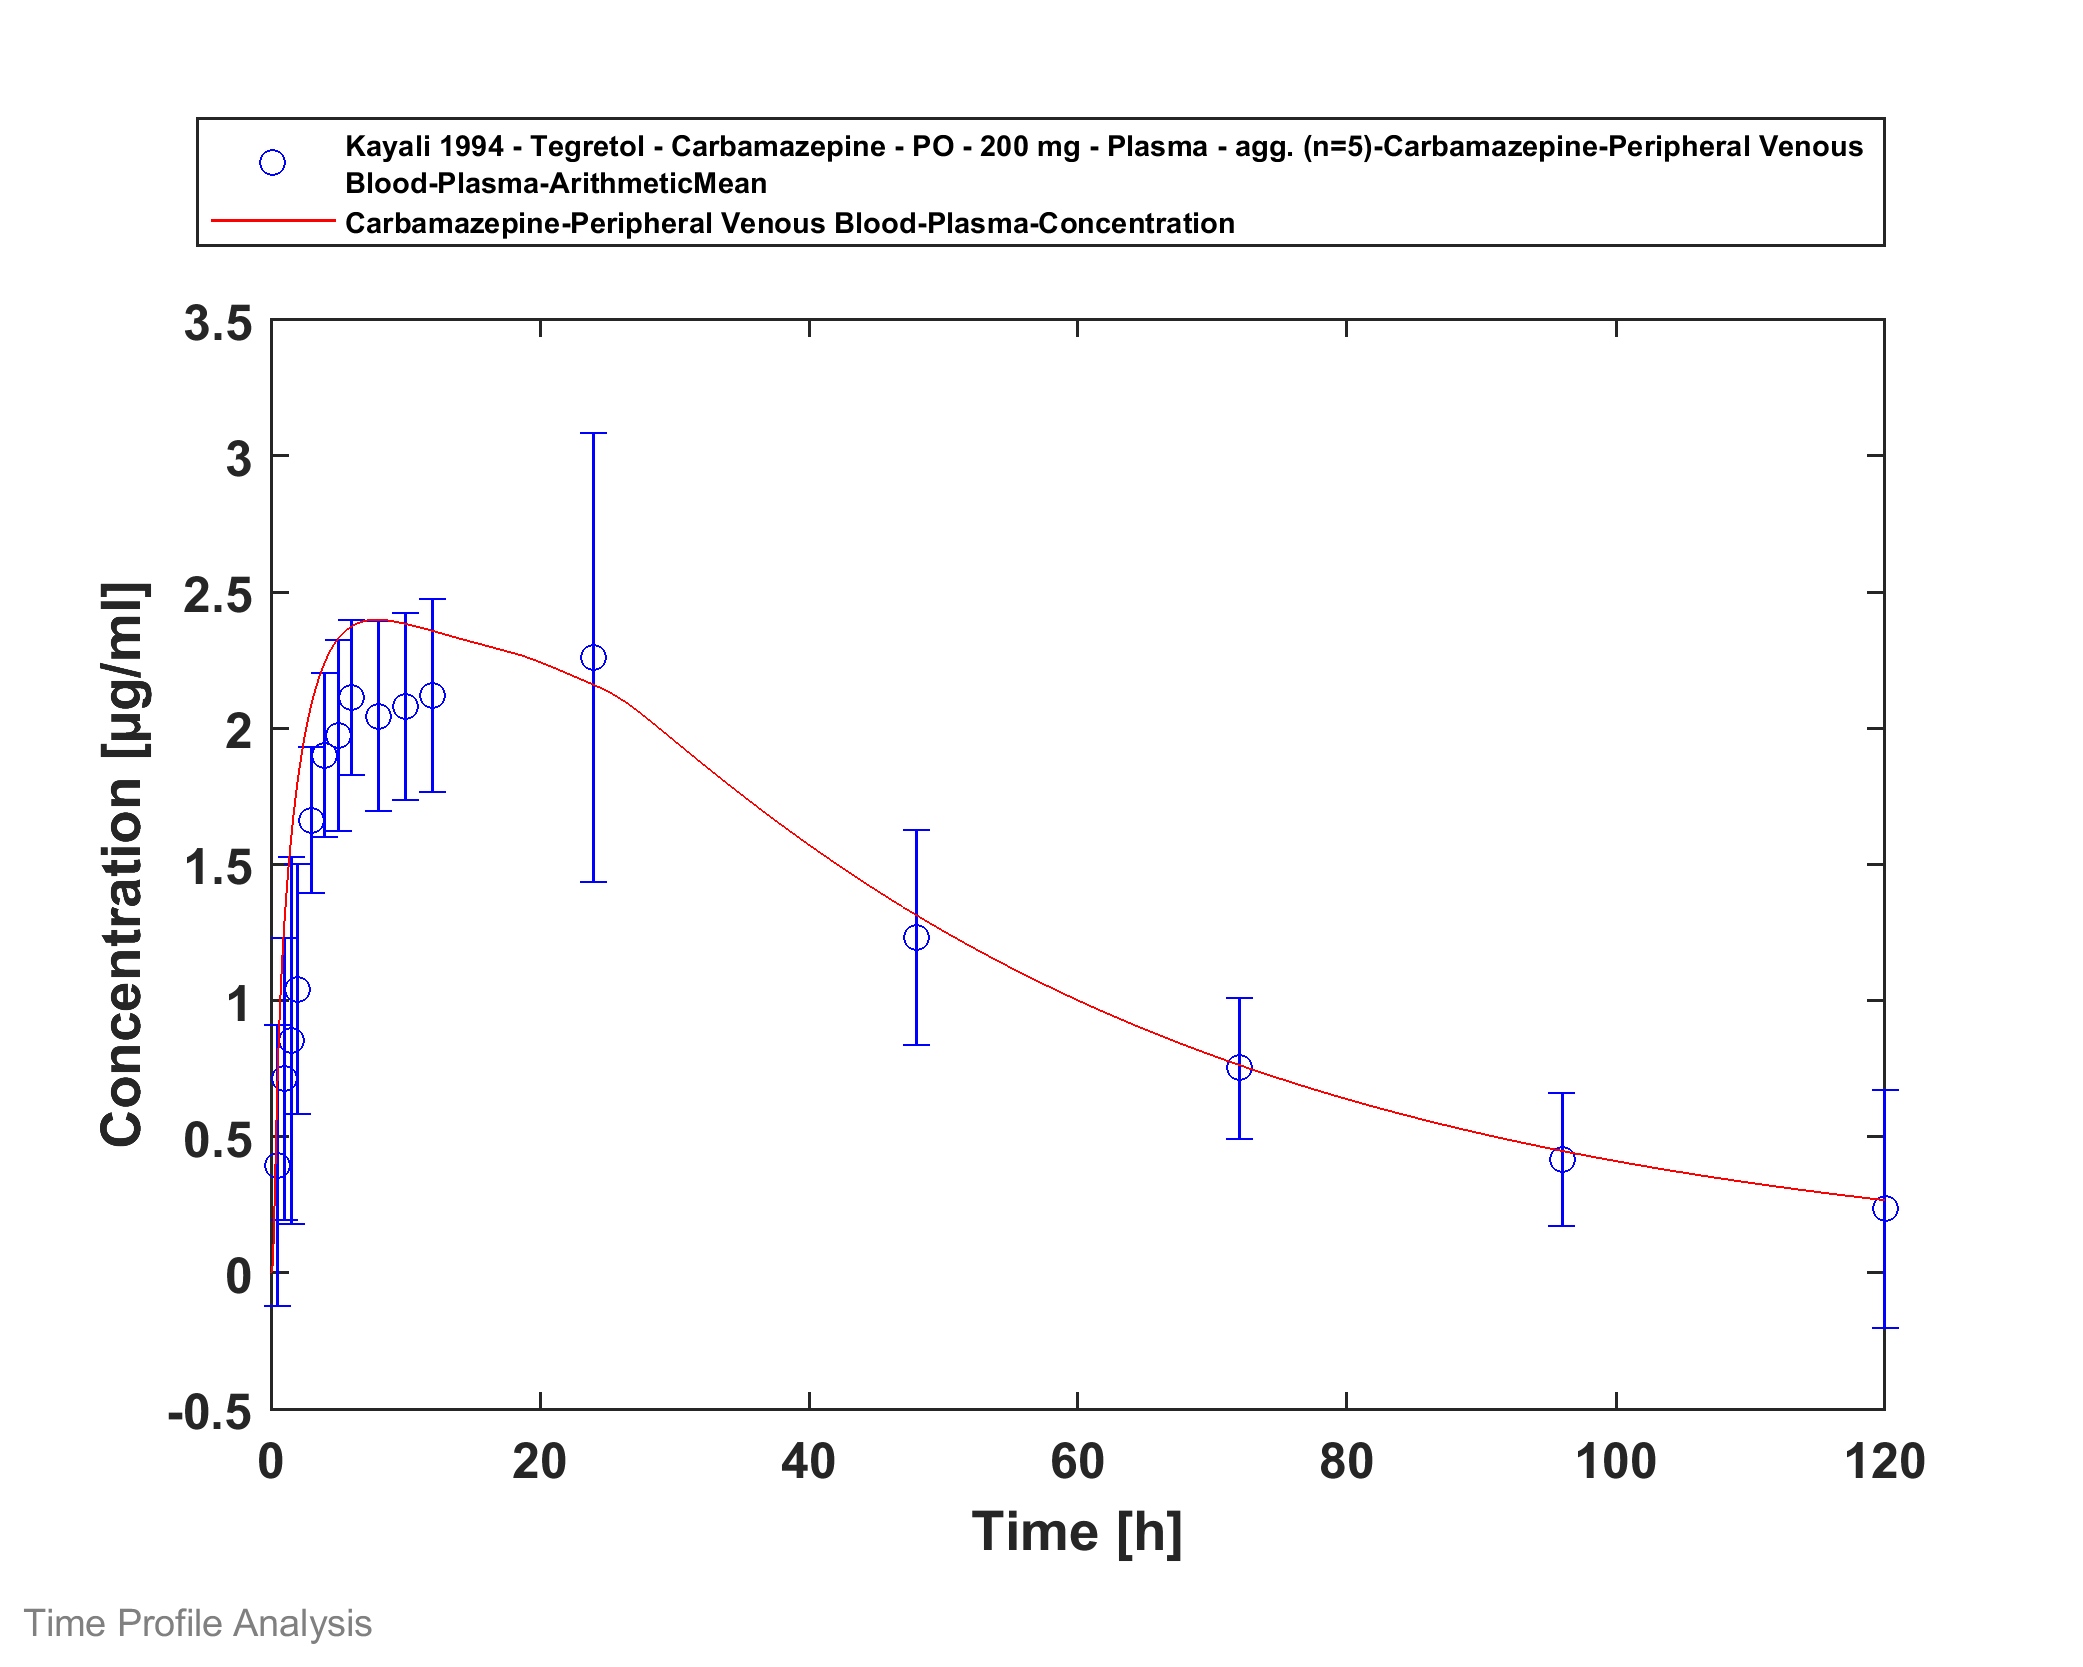 Kayali 1994 - Tegretol - Carbamazepine - PO - 200 mg - Plasma - agg. (n=5)-Carbamazepine-Peripheral Venous
Blood-Plasma-ArithmeticMean
Carbamazepine-Peripheral Venous Blood-Plasma-Concentration
3.5
3
2.5
2
1.5
1
0.5
0
-0.5
Concentration [µg/ml]
0 20 40 60 80 100 120
Time [h]
Time Profile Analysis